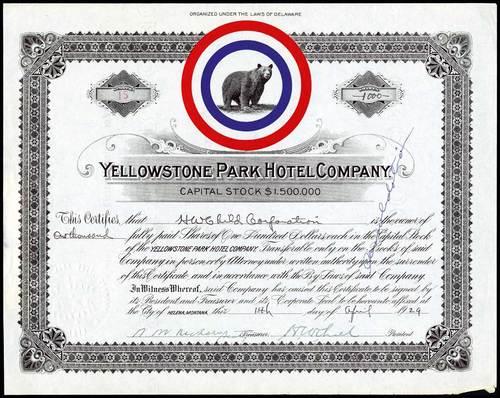 ORGANIZED UNDER THE LAWS OF DELAWARE
15
1000
YELLOWSTONE PARK HOTEL COMPANY.
CAPITAL STOCK $1,500,000
This Certifies, that HW Child Corporation is the owner of
One thousand fully paid Shares of One Hundred Dollars each in the Capital Stock
of the YELLOWSTONE PARK HOTEL COMPANY. Transferable only on the books of said
Company in person or by Attorney under written authority upon the surrender
of this Certificate and in accordance with the By Laws of said Company.
In Witness Whereof, said Company has caused this Certificate to be signed by
its President and Treasurer and its Corporate Seal to be hereunto affixed at
the City of HELENA, MONTANA, this 11th day of April 1929
Treasurer HW Child President